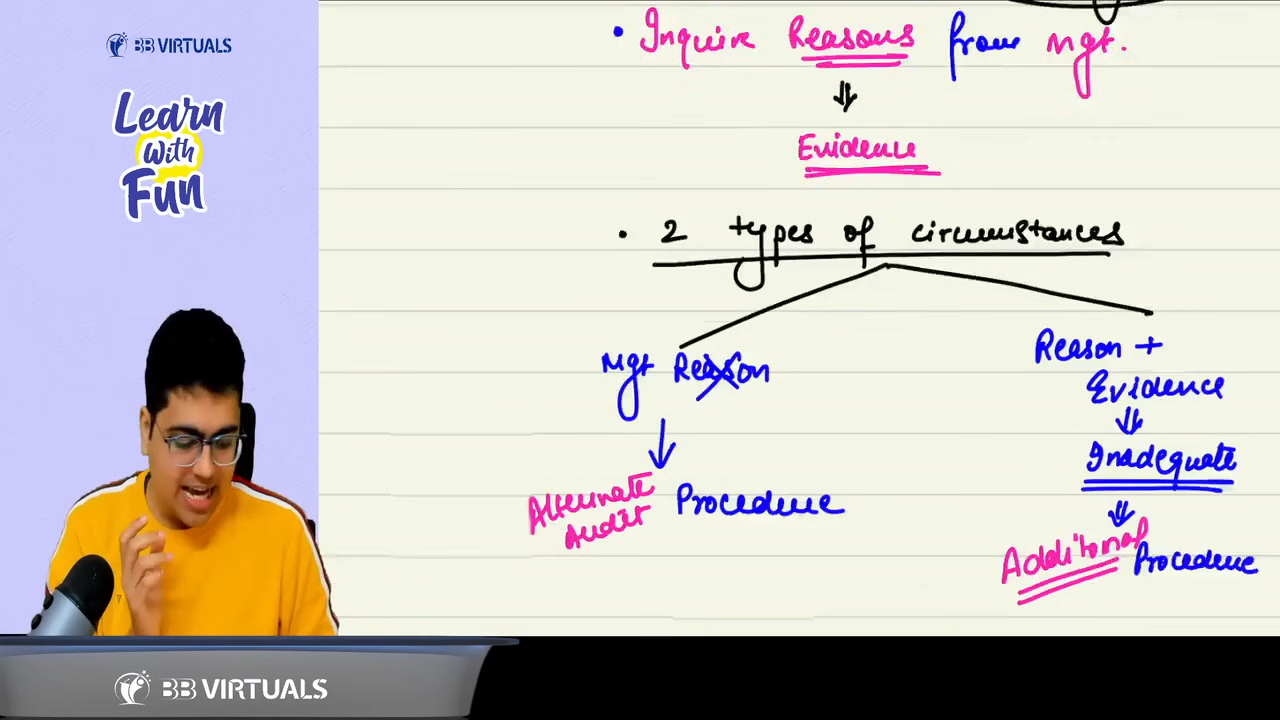 BB VIRTUALS
Learn
With
Fun
• Inquire Reasons from Mgt.
Evidence
• 2 types of circumstances
Mgt Reason
Alternate
Audit
Procedure
Reason +
Evidence
Inadequate
Additonal
Procedure
BB VIRTUALS